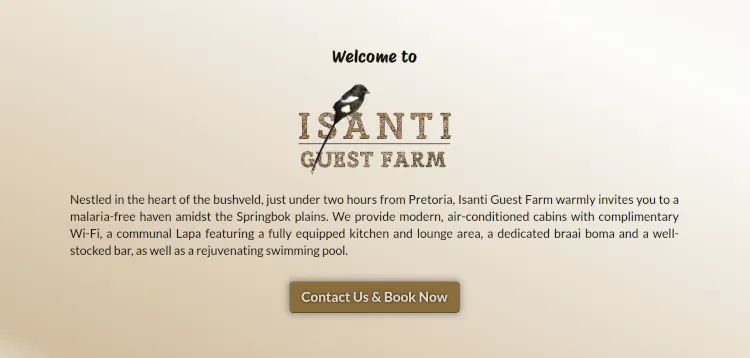 Welcome to
ISANTI
GUEST FARM
Nestled in the heart of the bushveld, just under two hours from Pretoria, Isanti Guest Farm warmly invites you to a
malaria-free haven amidst the Springbok plains. We provide modern, air-conditioned cabins with complimentary
Wi-Fi, a communal Lapa featuring a fully equipped kitchen and lounge area, a dedicated braai boma and a well-
stocked bar, as well as a rejuvenating swimming pool.
Contact Us & Book Now